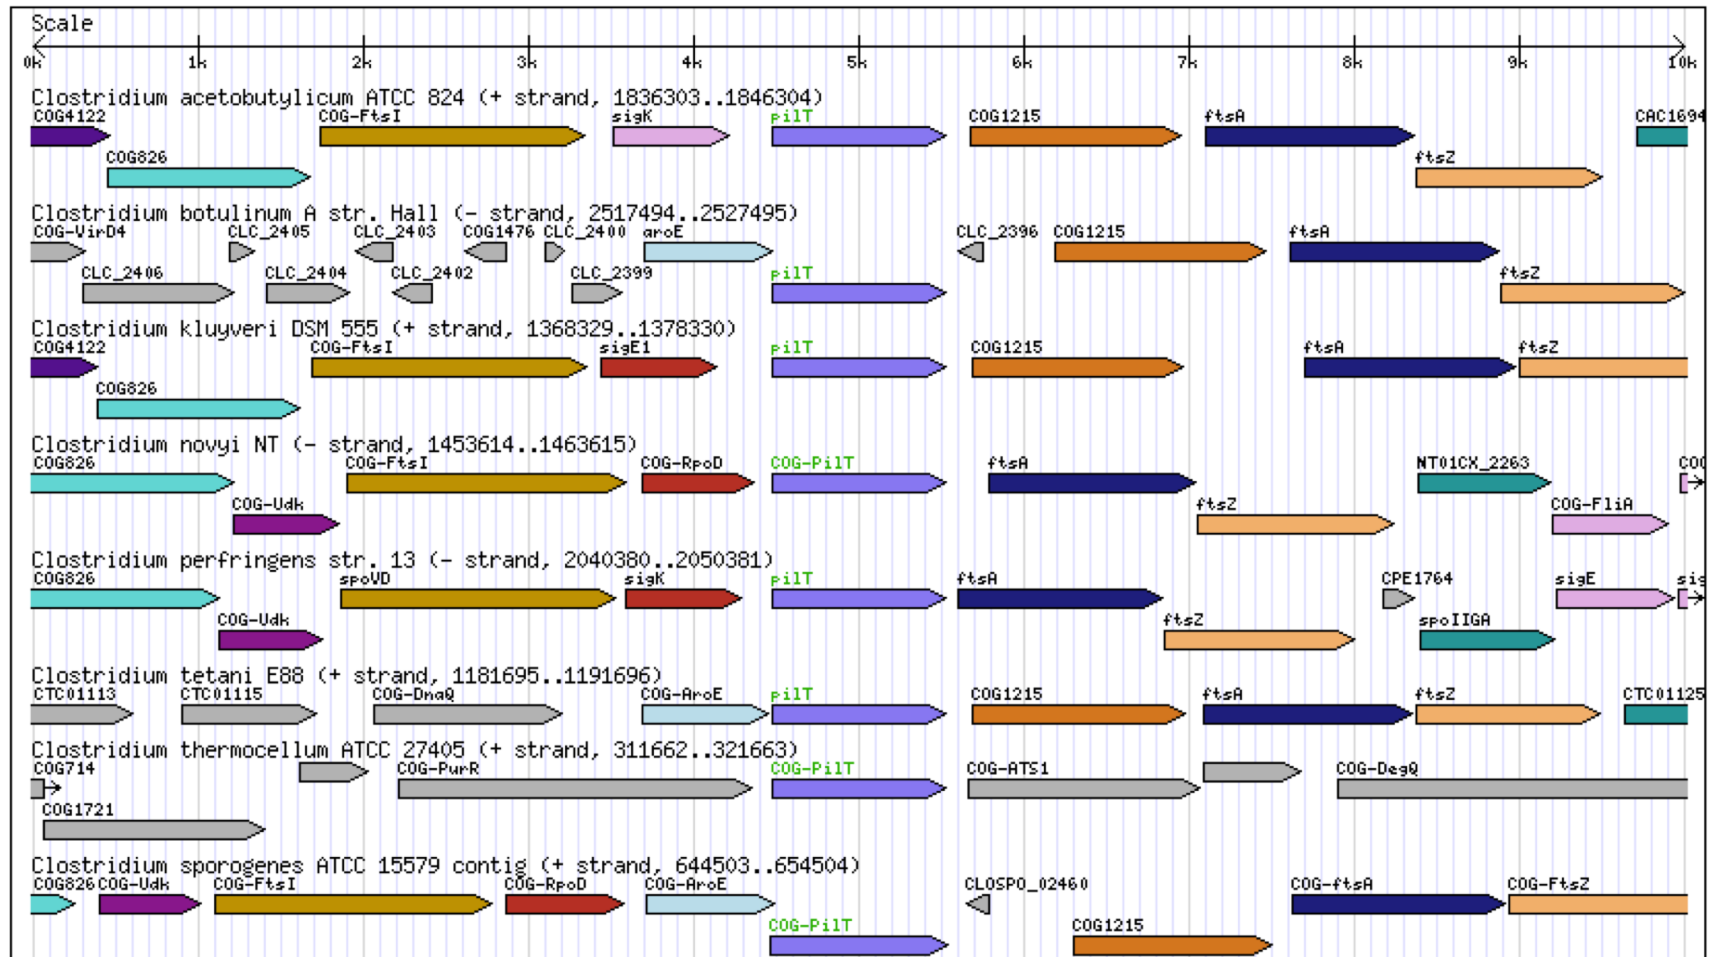 Scale
0k 1k 2k 3k 4k 5k 6k 7k 8k 9k 10k
Clostridium acetobutylicum ATCC 824 (+ strand, 1836303..1846304)
COG4122 COG-FtsI sigK pilT COG1215 ftsA CAC1694
COG826 ftsZ
Clostridium botulinum A str. Hall (- strand, 2517494..2527495)
COG-VirD4 CLC_2405 CLC_2403 COG1476 CLC_2400 aroE CLC_2396 COG1215 ftsA
CLC_2406 CLC_2404 CLC_2402 CLC_2399 pilT ftsZ
Clostridium kluyveri DSM 555 (+ strand, 1368329..1378330)
COG4122 COG-FtsI sigE1 pilT COG1215 ftsA ftsZ
COG826
Clostridium novyi NT (- strand, 1453614..1463615)
COG826 COG-FtsI COG-RpoD COG-PilT ftsA NT01CX_2263 COG
COG-Udk ftsZ COG-FliA
Clostridium perfringens str. 13 (- strand, 2040380..2050381)
COG826 spoVD sigK pilT ftsA CPE1764 sigE sig
COG-Udk ftsZ spoIIGA
Clostridium tetani E88 (+ strand, 1181695..1191696)
CTC01113 CTC01115 COG-DnaQ COG-AroE pilT COG1215 ftsA ftsZ CTC01125
Clostridium thermocellum ATCC 27405 (+ strand, 311662..321663)
COG714 COG-PurR COG-PilT COG-ATS1 COG-DegQ
COG1721
Clostridium sporogenes ATCC 15579 contig (+ strand, 644503..654504)
COG826 COG-Udk COG-FtsI COG-RpoD COG-AroE CLOSPO_02460 COG-ftsA COG-FtsZ
COG-PilT COG1215